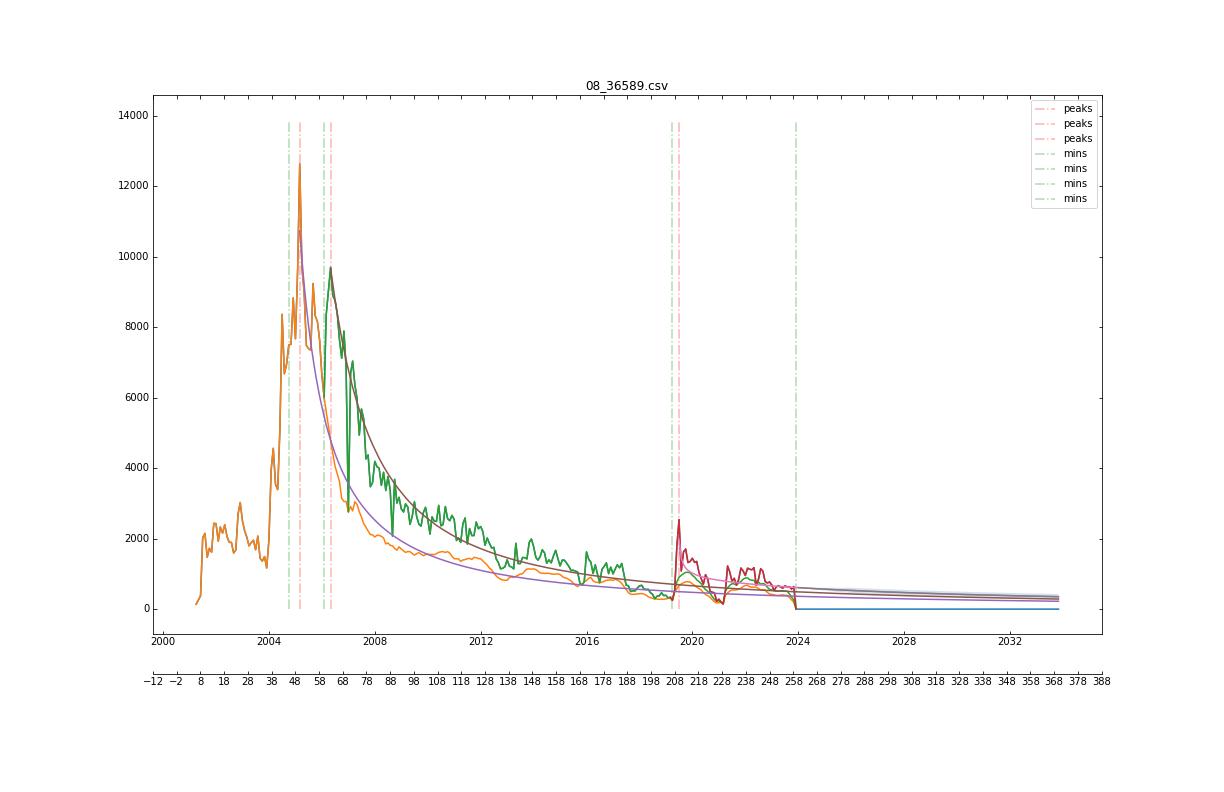 08_36589.csv
peaks
peaks
peaks
mins
mins
mins
mins
14000
12000
10000
8000
6000
4000
2000
0
2000 2004 2008 2012 2016 2020 2024 2028 2032
−12 −2 8 18 28 38 48 58 68 78 88 98 108 118 128 138 148 158 168 178 188 198 208 218 228 238 248 258 268 278 288 298 308 318 328 338 348 358 368 378 388